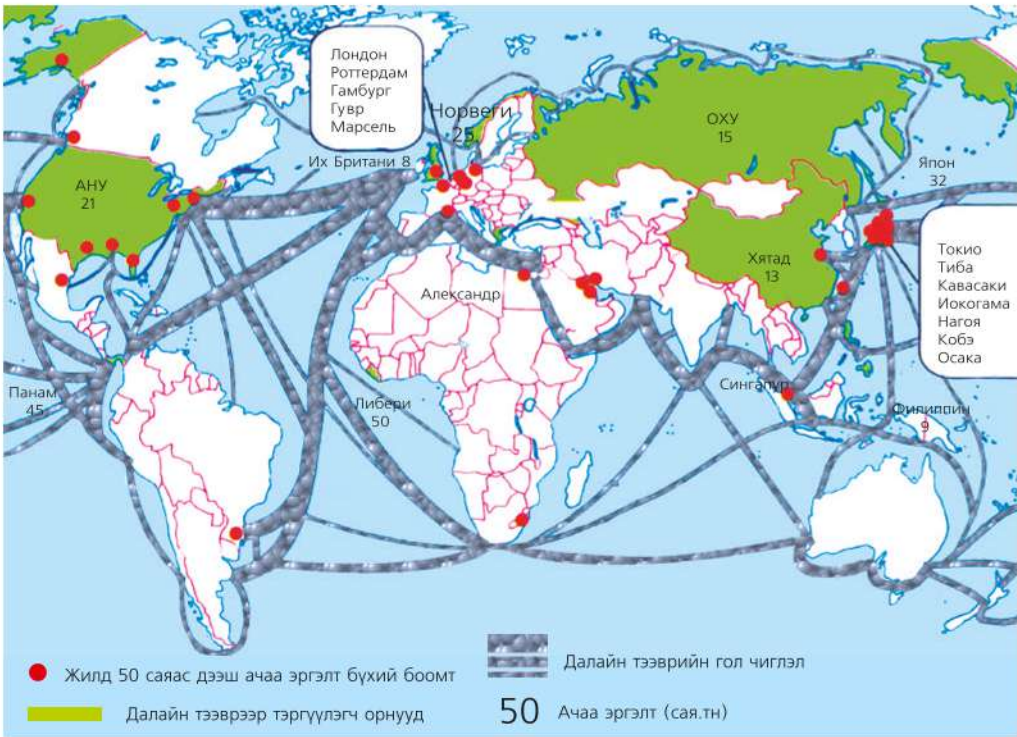 Лондон
Роттердам
Гамбург
Гувр
Марсель
Норвеги
25
Их Британи 8
АНУ
21
ОХУ
15
Япон
32
Хятад
13
Токио
Тиба
Кавасаки
Иокогама
Нагоя
Кобэ
Осака
Александр
Панам
45
Либери
50
Сингапур
Филиппин
9
Жилд 50 саяас дээш ачаа эргэлт бүхий боомт
Далайн тээврийн гол чиглэл
Далайн тээврээр тэргүүлэгч орнууд
50 Ачаа эргэлт (сая.тн)